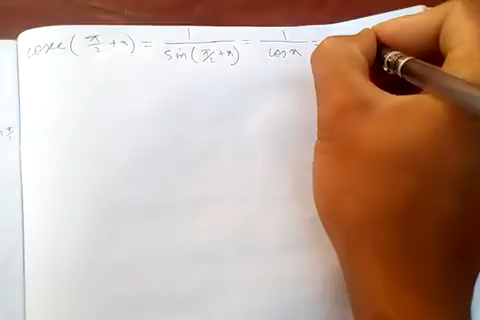 cosec(π/2 + x) = 1/sin(π/2 + x) = 1/cos x =